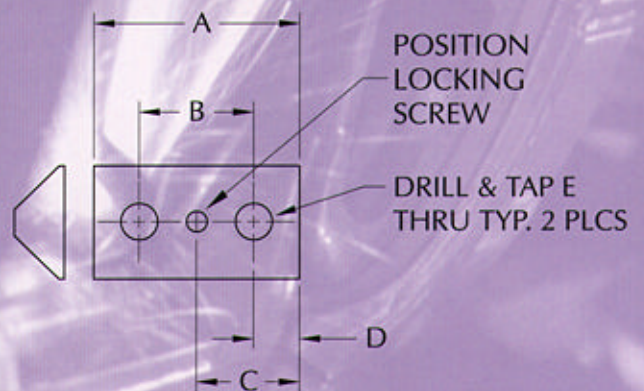 A
B
POSITION
LOCKING
SCREW
DRILL & TAP E
THRU TYP. 2 PLCS
D
C